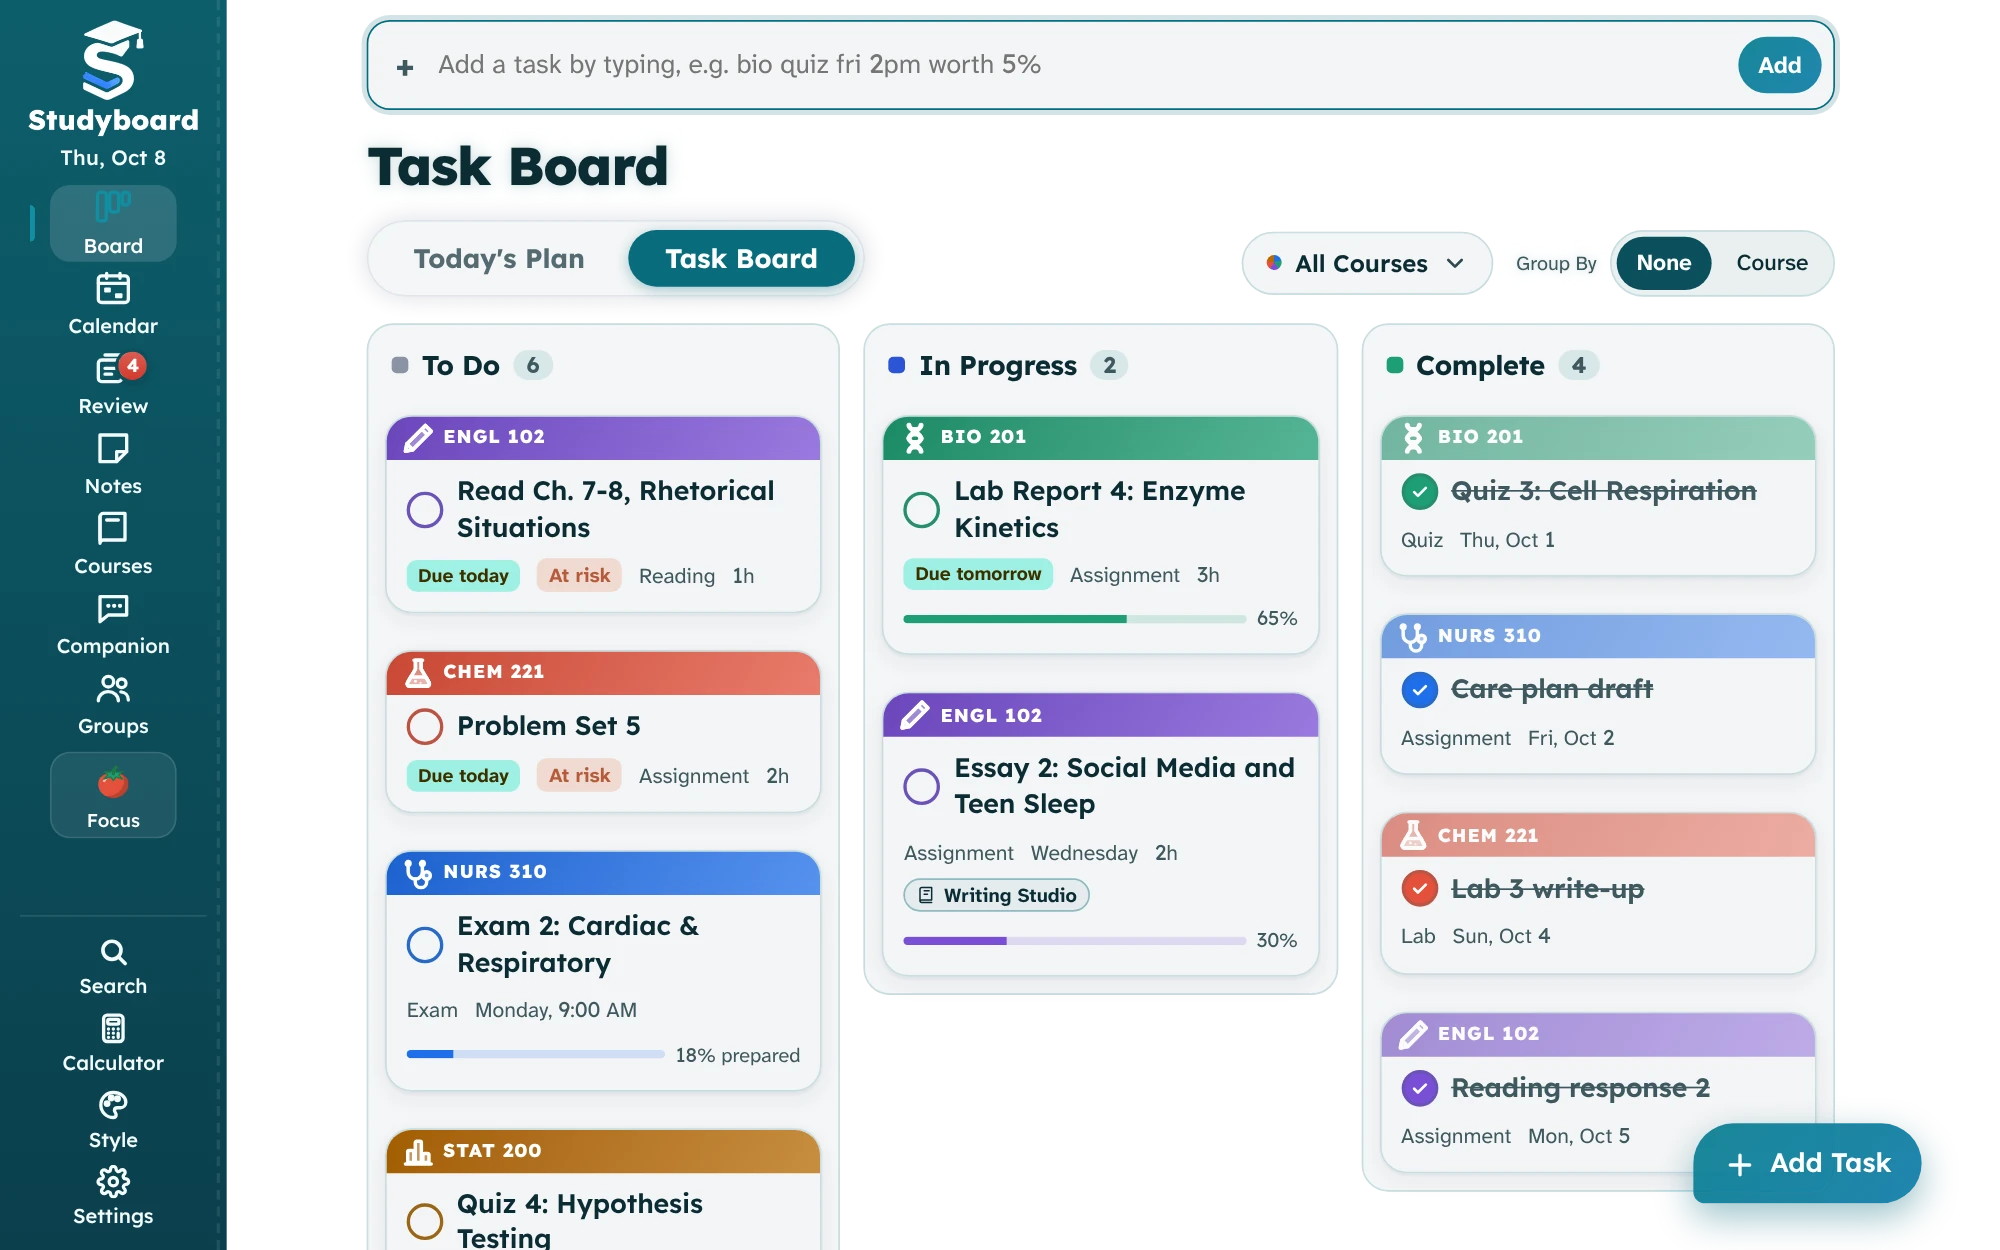 Studyboard
Thu, Oct 8
Board
Calendar
4
Review
Notes
Courses
Companion
Groups
Focus
Search
Calculator
Style
Settings
+ Add a task by typing, e.g. bio quiz fri 2pm worth 5%
Add
Task Board
Today's Plan
Task Board
All Courses
Group By
None
Course
To Do 6
ENGL 102
Read Ch. 7-8, Rhetorical
Situations
Due today At risk Reading 1h
CHEM 221
Problem Set 5
Due today At risk Assignment 2h
NURS 310
Exam 2: Cardiac &
Respiratory
Exam Monday, 9:00 AM
18% prepared
STAT 200
Quiz 4: Hypothesis
Testing
In Progress 2
BIO 201
Lab Report 4: Enzyme
Kinetics
Due tomorrow Assignment 3h
65%
ENGL 102
Essay 2: Social Media and
Teen Sleep
Assignment Wednesday 2h
Writing Studio
30%
Complete 4
BIO 201
Quiz 3: Cell Respiration
Quiz Thu, Oct 1
NURS 310
Care plan draft
Assignment Fri, Oct 2
CHEM 221
Lab 3 write-up
Lab Sun, Oct 4
ENGL 102
Reading response 2
Assignment Mon, Oct 5
+ Add Task